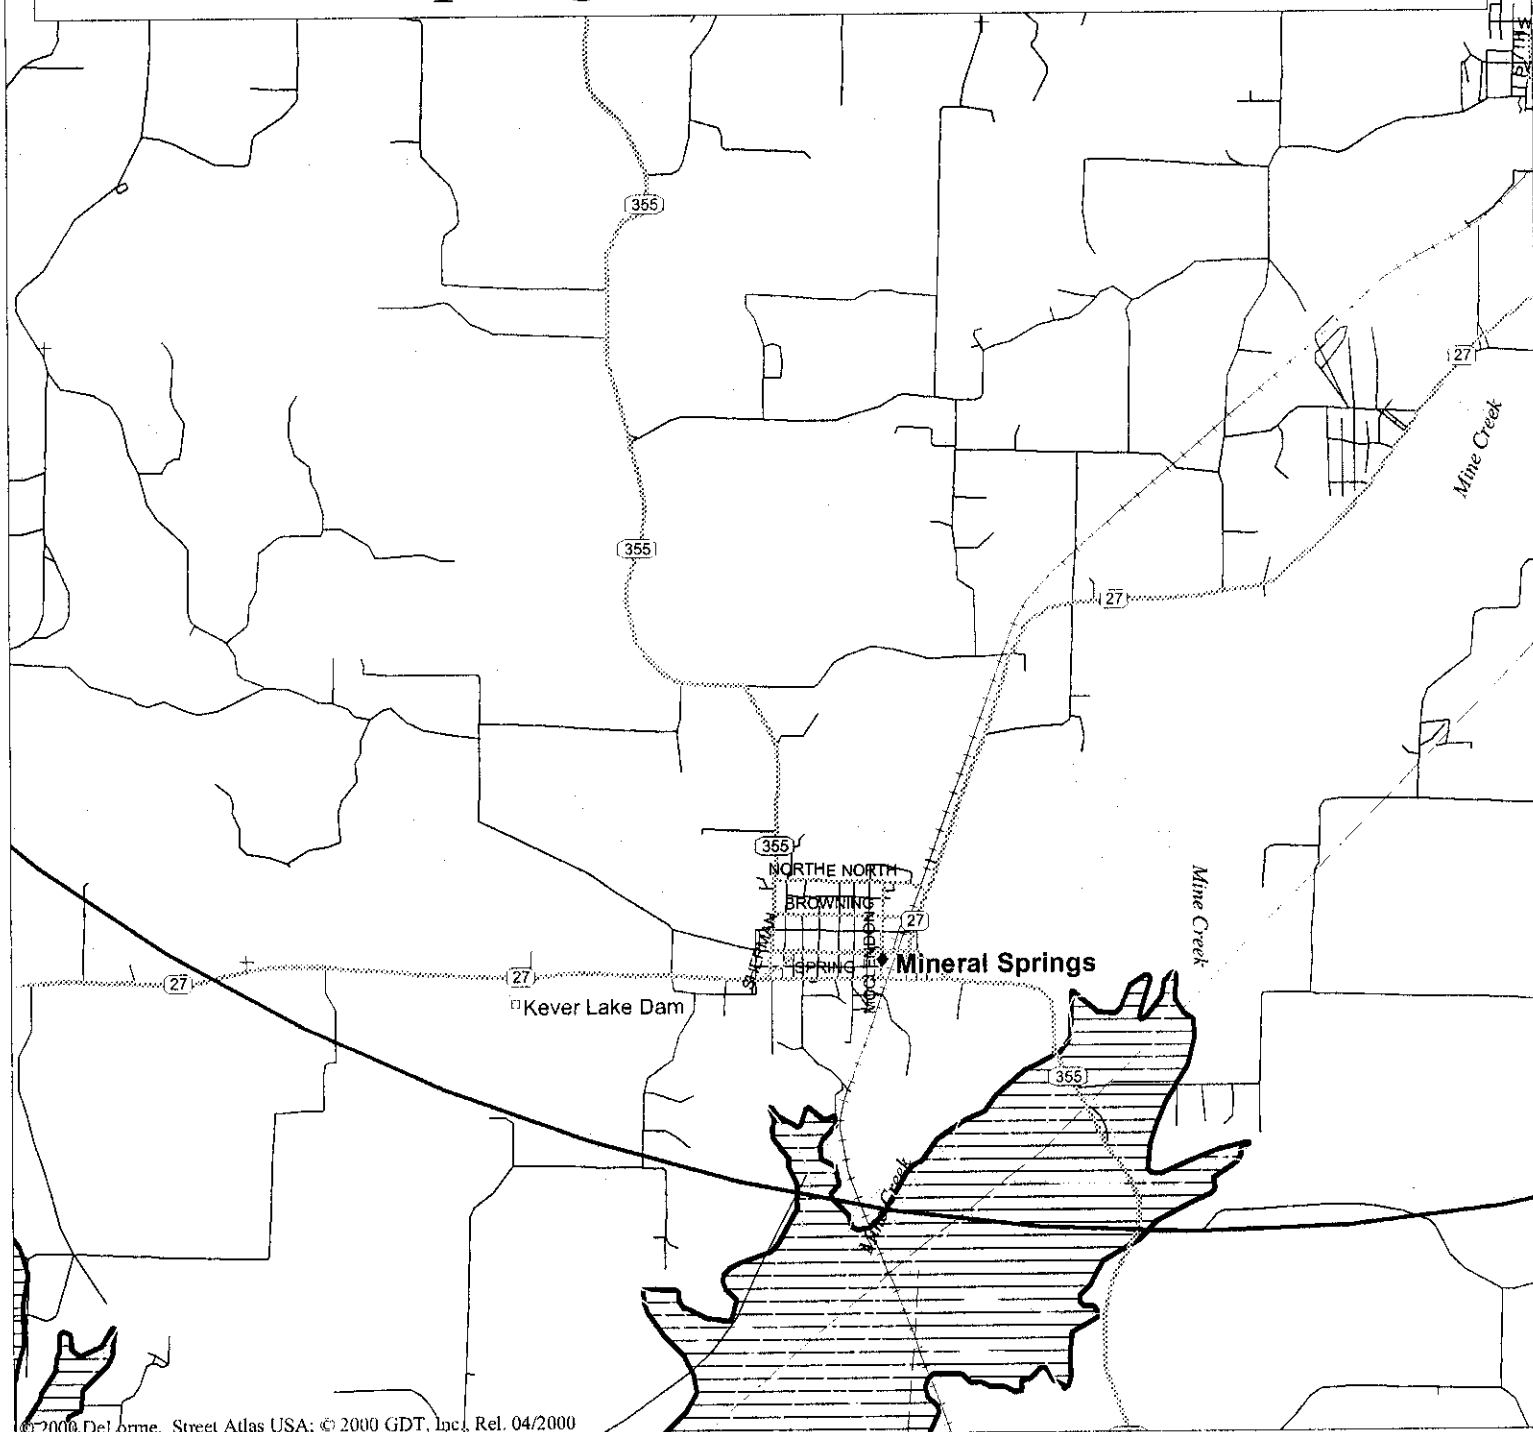 355
27
Mine Creek
355
27
355
NORTHE NORTH
BROWNING
27
SHERMAN
Mine Creek
SPRING
Mineral Springs
27
27
Kever Lake Dam
355
Creek
© 2000 DeLorme. Street Atlas USA; © 2000 GDT, Inc., Rel. 04/2000